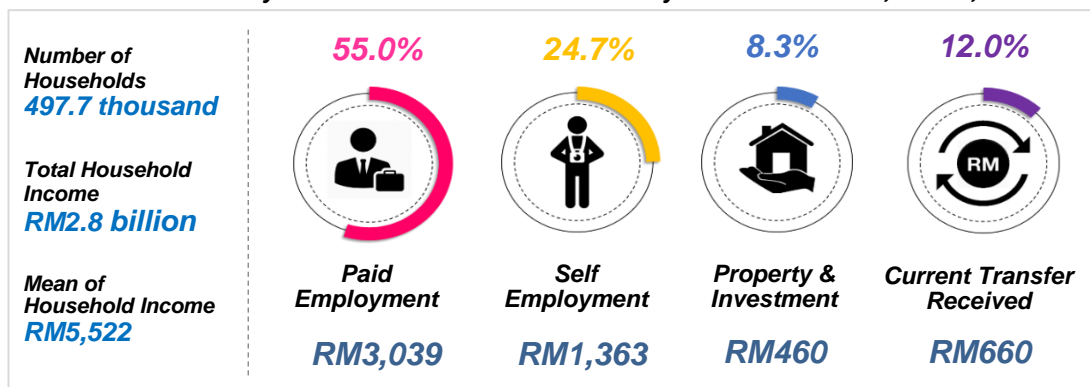 Number of
Households
497.7 thousand
Total Household
Income
RM2.8 billion
Mean of
Household Income
RM5,522
55.0%
24.7%
8.3%
12.0%
RM
Paid
Employment
Self
Employment
Property &
Investment
Current Transfer
Received
RM3,039
RM1,363
RM460
RM660